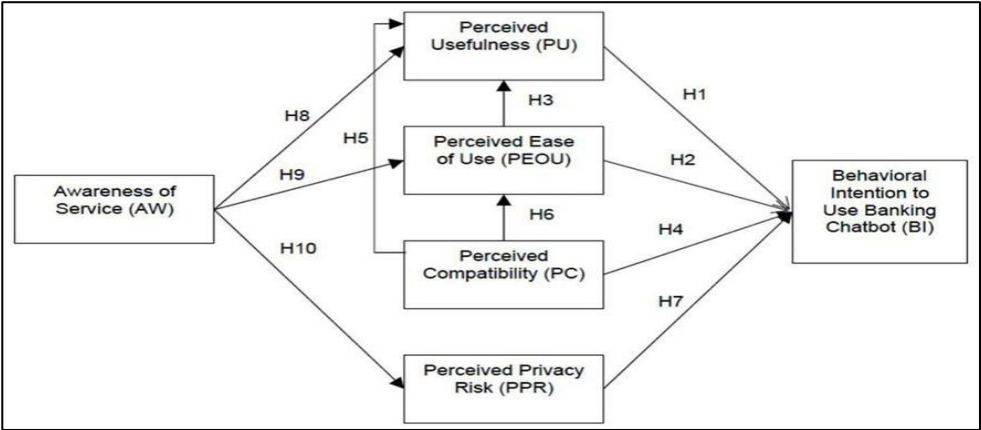 Perceived
Usefulness (PU)
H1
H3
H8
H5
Perceived Ease
of Use (PEOU)
H2
H9
Awareness of
Service (AW)
Behavioral
Intention to
Use Banking
Chatbot (BI)
H6
H4
H10
Perceived
Compatibility (PC)
H7
Perceived Privacy
Risk (PPR)